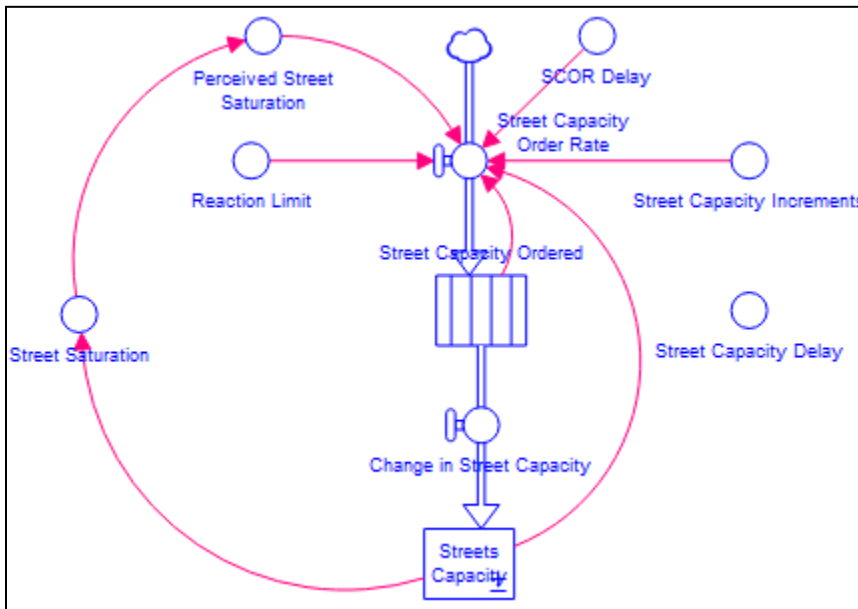 Perceived Street
Saturation
SCOR Delay
Street Capacity
Order Rate
Reaction Limit
Street Capacity Increments
Street Capacity Ordered
Street Saturation
Street Capacity Delay
Change in Street Capacity
Streets
Capacity